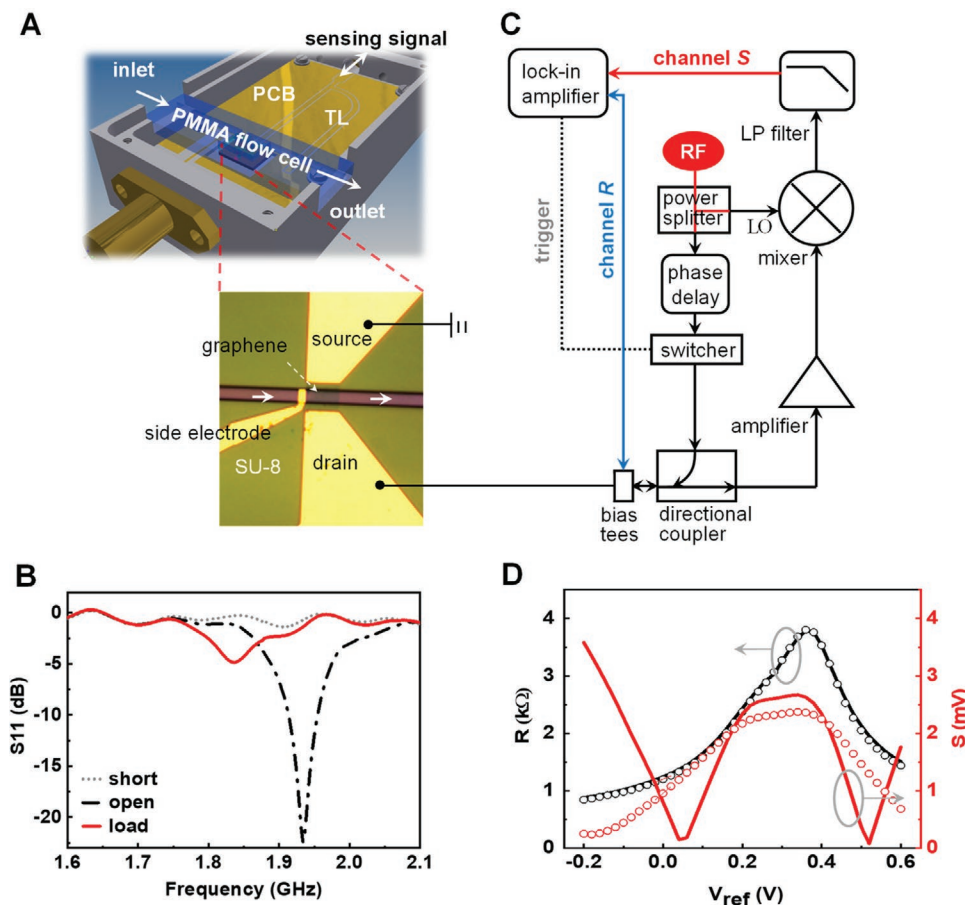 A
sensing signal
inlet
PCB
TL
PMMA flow cell
outlet
source
graphene
side electrode
SU-8
drain
C
lock-in
amplifier
channel S
LP filter
RF
power
splitter
LO
mixer
trigger
channel R
phase
delay
switcher
amplifier
bias
tees
directional
coupler
B
0
-5
-10
-15
-20
S11 (dB)
short
open
load
1.6
1.7
1.8
1.9
2.0
2.1
Frequency (GHz)
D
4
3
2
1
0
R (kΩ)
4
3
2
1
0
S (mV)
-0.2
0.0
0.2
0.4
0.6
Vref (V)